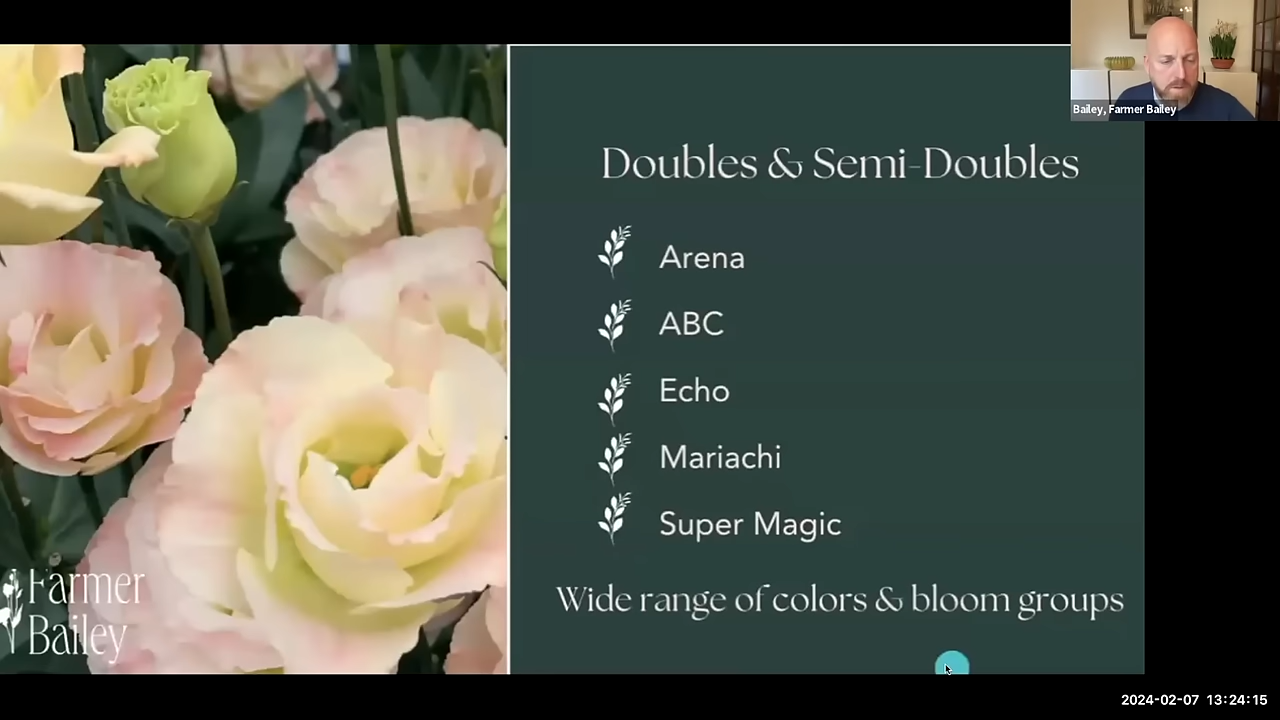 Bailey, Farmer Bailey
Doubles & Semi-Doubles
Arena
ABC
Echo
Mariachi
Super Magic
Wide range of colors & bloom groups
Farmer
Bailey
2024-02-07 13:24:15